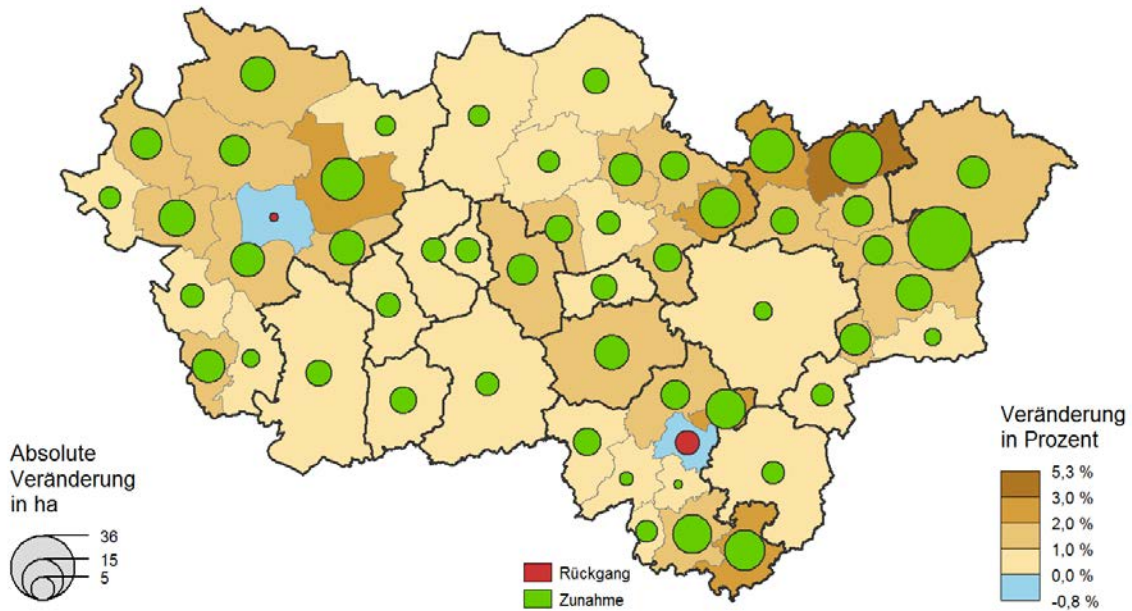 Absolute
Veränderung
in ha
36
15
5
Rückgang
Zunahme
Veränderung
in Prozent
5,3 %
3,0 %
2,0 %
1,0 %
0,0 %
-0,8 %